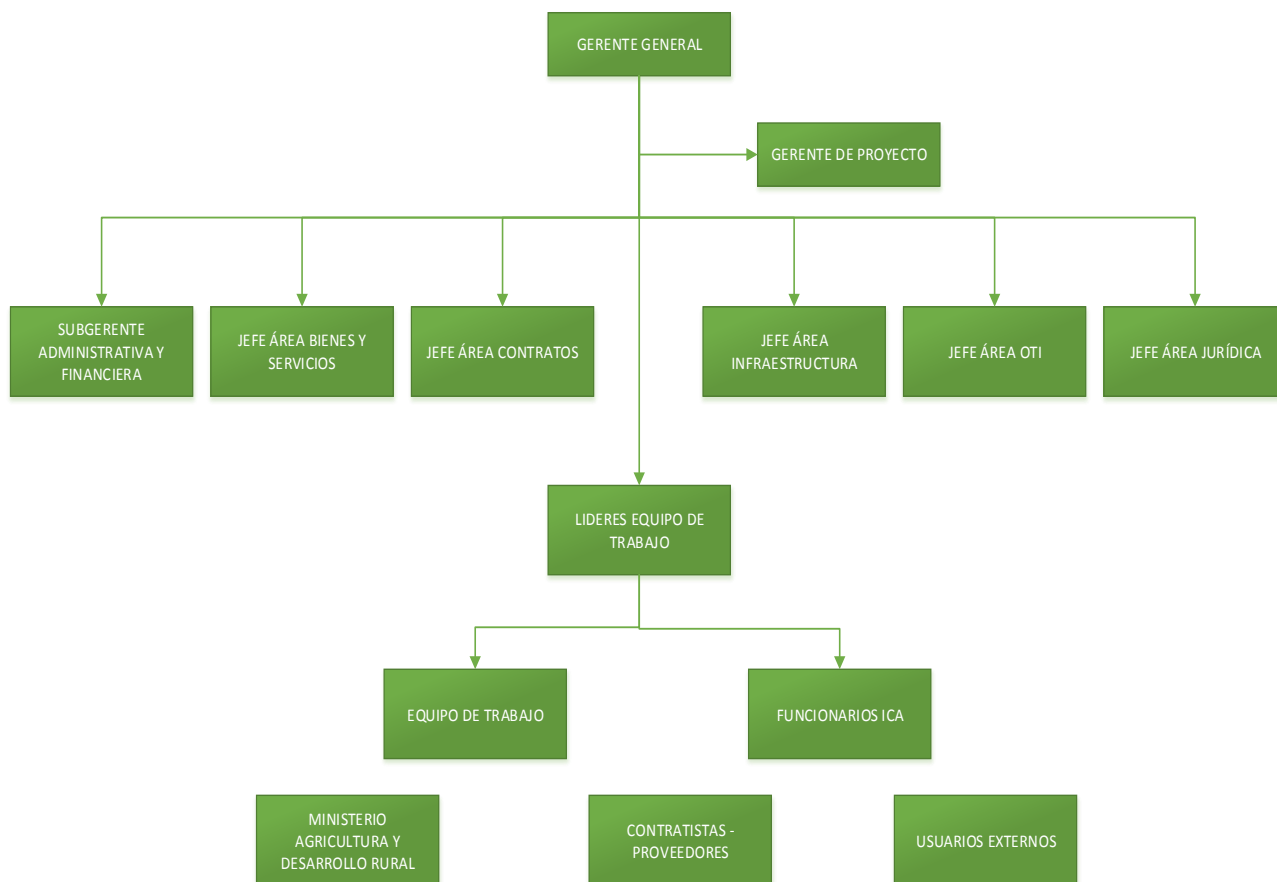 GERENTE GENERAL
GERENTE DE PROYECTO
SUBGERENTE
ADMINISTRATIVA Y
FINANCIERA
JEFE ÁREA BIENES Y
SERVICIOS
JEFE ÁREA CONTRATOS
JEFE ÁREA
INFRAESTRUCTURA
JEFE ÁREA OTI
JEFE ÁREA JURÍDICA
LIDERES EQUIPO DE
TRABAJO
EQUIPO DE TRABAJO
FUNCIONARIOS ICA
MINISTERIO
AGRICULTURA Y
DESARROLLO RURAL
CONTRATISTAS -
PROVEEDORES
USUARIOS EXTERNOS